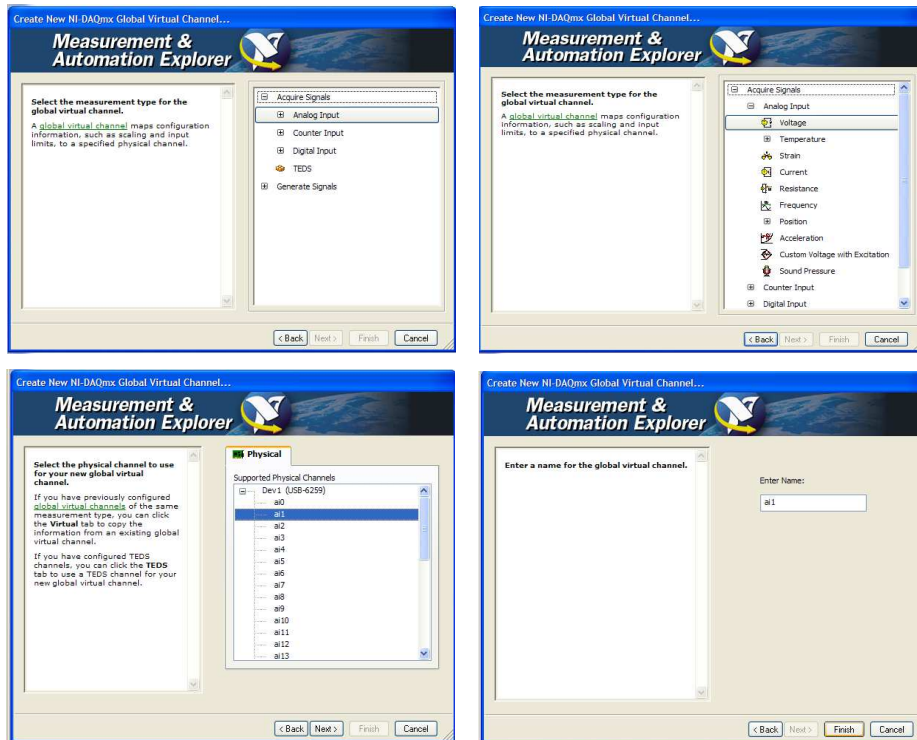 Create New NI-DAQmx Global Virtual Channel...
Measurement &
Automation Explorer
Select the measurement type for the
global virtual channel.
A global virtual channel maps configuration
information, such as scaling and input
limits, to a specified physical channel.
Acquire Signals
Analog Input
Counter Input
Digital Input
TEDS
Generate Signals
< Back
Next >
Finish
Cancel
Create New NI-DAQmx Global Virtual Channel...
Measurement &
Automation Explorer
Select the measurement type for the
global virtual channel.
A global virtual channel maps configuration
information, such as scaling and input
limits, to a specified physical channel.
Acquire Signals
Analog Input
Voltage
Temperature
Strain
Current
Resistance
Frequency
Position
Acceleration
Custom Voltage with Excitation
Sound Pressure
Counter Input
Digital Input
< Back
Next >
Finish
Cancel
Create New NI-DAQmx Global Virtual Channel...
Measurement &
Automation Explorer
Select the physical channel to use
for your new global virtual
channel.
If you have previously configured
global virtual channels of the same
measurement type, you can click
the Virtual tab to copy the
information from an existing global
virtual channel.
If you have configured TEDS
channels, you can click the TEDS
tab to use a TEDS channel for your
new global virtual channel.
Physical
Supported Physical Channels
Dev1 (USB-6259)
ai0
ai1
ai2
ai3
ai4
ai5
ai6
ai7
ai8
ai9
ai10
ai11
ai12
ai13
< Back
Next >
Finish
Cancel
Create New NI-DAQmx Global Virtual Channel...
Measurement &
Automation Explorer
Enter a name for the global virtual channel.
Enter Name:
ai1
< Back
Next >
Finish
Cancel